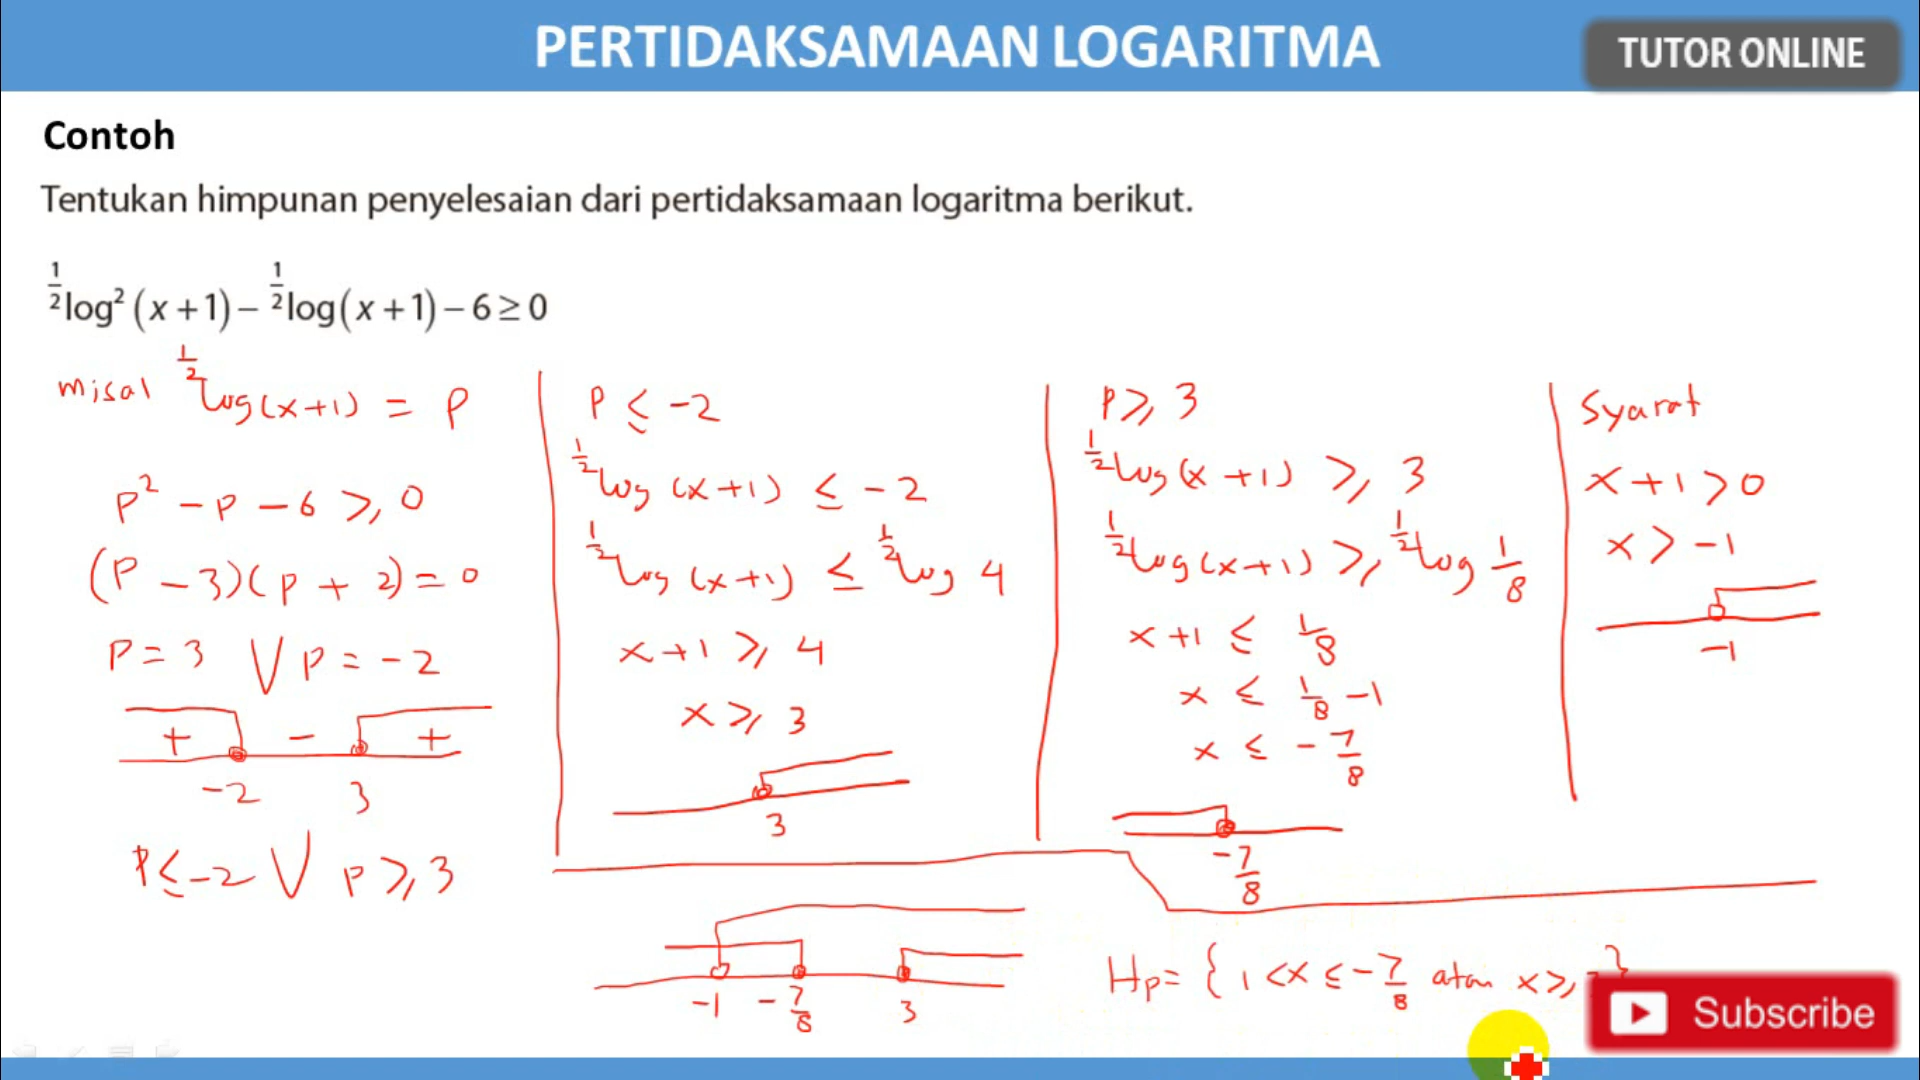 PERTIDAKSAMAAN LOGARITMA
TUTOR ONLINE
Contoh
Tentukan himpunan penyelesaian dari pertidaksamaan logaritma berikut.
½log² (x + 1) – ½log(x + 1) – 6 ≥ 0
misal ½log(x+1) = P
p² - p - 6 ≥ 0
(P - 3)(p + 2) = 0
P = 3 V p = -2
+ - +
-2 3
P ≤ -2 V p ≥ 3
P ≤ -2
½log (x+1) ≤ -2
½log (x+1) ≤ ½log 4
x+1 ≥ 4
x ≥ 3
3
P ≥ 3
½log(x+1) ≥ 3
½log(x+1) ≥ ½log 1/8
x+1 ≤ 1/8
x ≤ 1/8 - 1
x ≤ - 7/8
- 7/8
Syarat
x+1 > 0
x > -1
-1
-1 - 7/8 3
Hp = { 1 < x ≤ - 7/8 atau x ≥ }
Subscribe